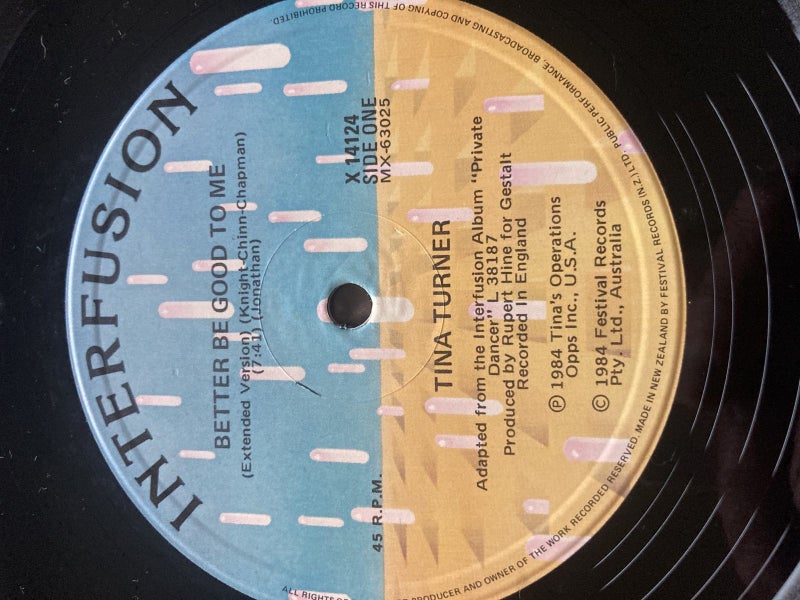 INTERFUSION
BETTER BE GOOD TO ME
(Extended Version) (Knight-Chinn-Chapman)
(7:41) (Jonathan)
X 14124
SIDE ONE
MX-63025
45 R.P.M.
TINA TURNER
Adapted from the Interfusion Album "Private
Dancer" L 38187
Produced by Rupert Hine for Gestalt
Recorded In England
℗ 1984 Tina's Operations
Opps Inc., U.S.A.
© 1984 Festival Records
Pty. Ltd., Australia
ALL RIGHTS PRODUCER AND OWNER OF THE WORK RECORDED RESERVED. MADE IN NEW ZEALAND BY FESTIVAL RECORDS (N.Z.) LTD. PUBLIC PERFORMANCE BROADCASTING AND COPYING OF THIS RECORD PROHIBITED.